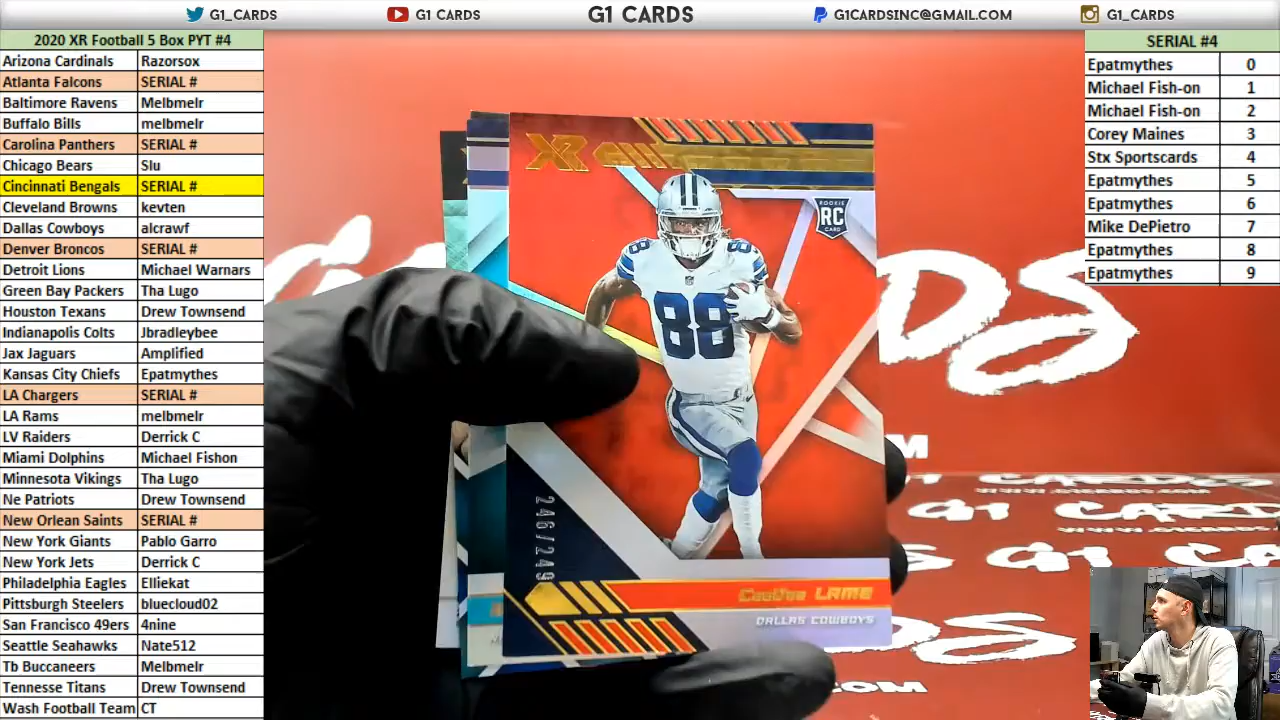 G1_CARDS
G1 CARDS
G1 CARDS
G1CARDSINC@GMAIL.COM
G1_CARDS
2020 XR Football 5 Box PYT #4
Arizona Cardinals Razorsox
Atlanta Falcons SERIAL #
Baltimore Ravens Melbmelr
Buffalo Bills melbmelr
Carolina Panthers SERIAL #
Chicago Bears Slu
Cincinnati Bengals SERIAL #
Cleveland Browns kevten
Dallas Cowboys alcrawf
Denver Broncos SERIAL #
Detroit Lions Michael Warnars
Green Bay Packers Tha Lugo
Houston Texans Drew Townsend
Indianapolis Colts Jbradleybee
Jax Jaguars Amplified
Kansas City Chiefs Epatmythes
LA Chargers SERIAL #
LA Rams melbmelr
LV Raiders Derrick C
Miami Dolphins Michael Fishon
Minnesota Vikings Tha Lugo
Ne Patriots Drew Townsend
New Orlean Saints SERIAL #
New York Giants Pablo Garro
New York Jets Derrick C
Philadelphia Eagles Elliekat
Pittsburgh Steelers bluecloud02
San Francisco 49ers 4nine
Seattle Seahawks Nate512
Tb Buccaneers Melbmelr
Tennesse Titans Drew Townsend
Wash Football Team CT
SERIAL #4
Epatmythes 0
Michael Fish-on 1
Michael Fish-on 2
Corey Maines 3
Stx Sportscards 4
Epatmythes 5
Epatmythes 6
Mike DePietro 7
Epatmythes 8
Epatmythes 9
XR
ROOKIE
RC
CARD
88
88
88
246/249
LAMB
DALLAS COWBOYS
G1 CARDS